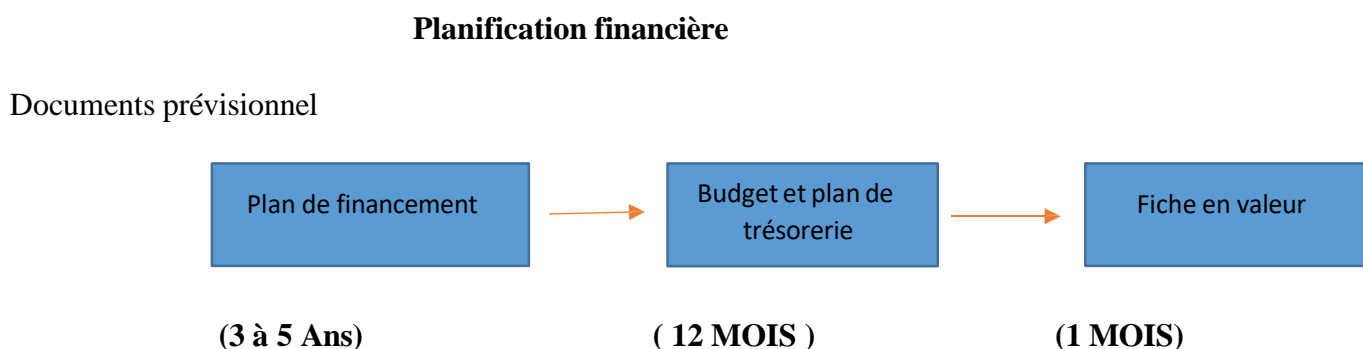 Planification financière
Documents prévisionnel
Plan de financement
Budget et plan de
trésorerie
Fiche en valeur
(3 à 5 Ans)
( 12 MOIS )
(1 MOIS)